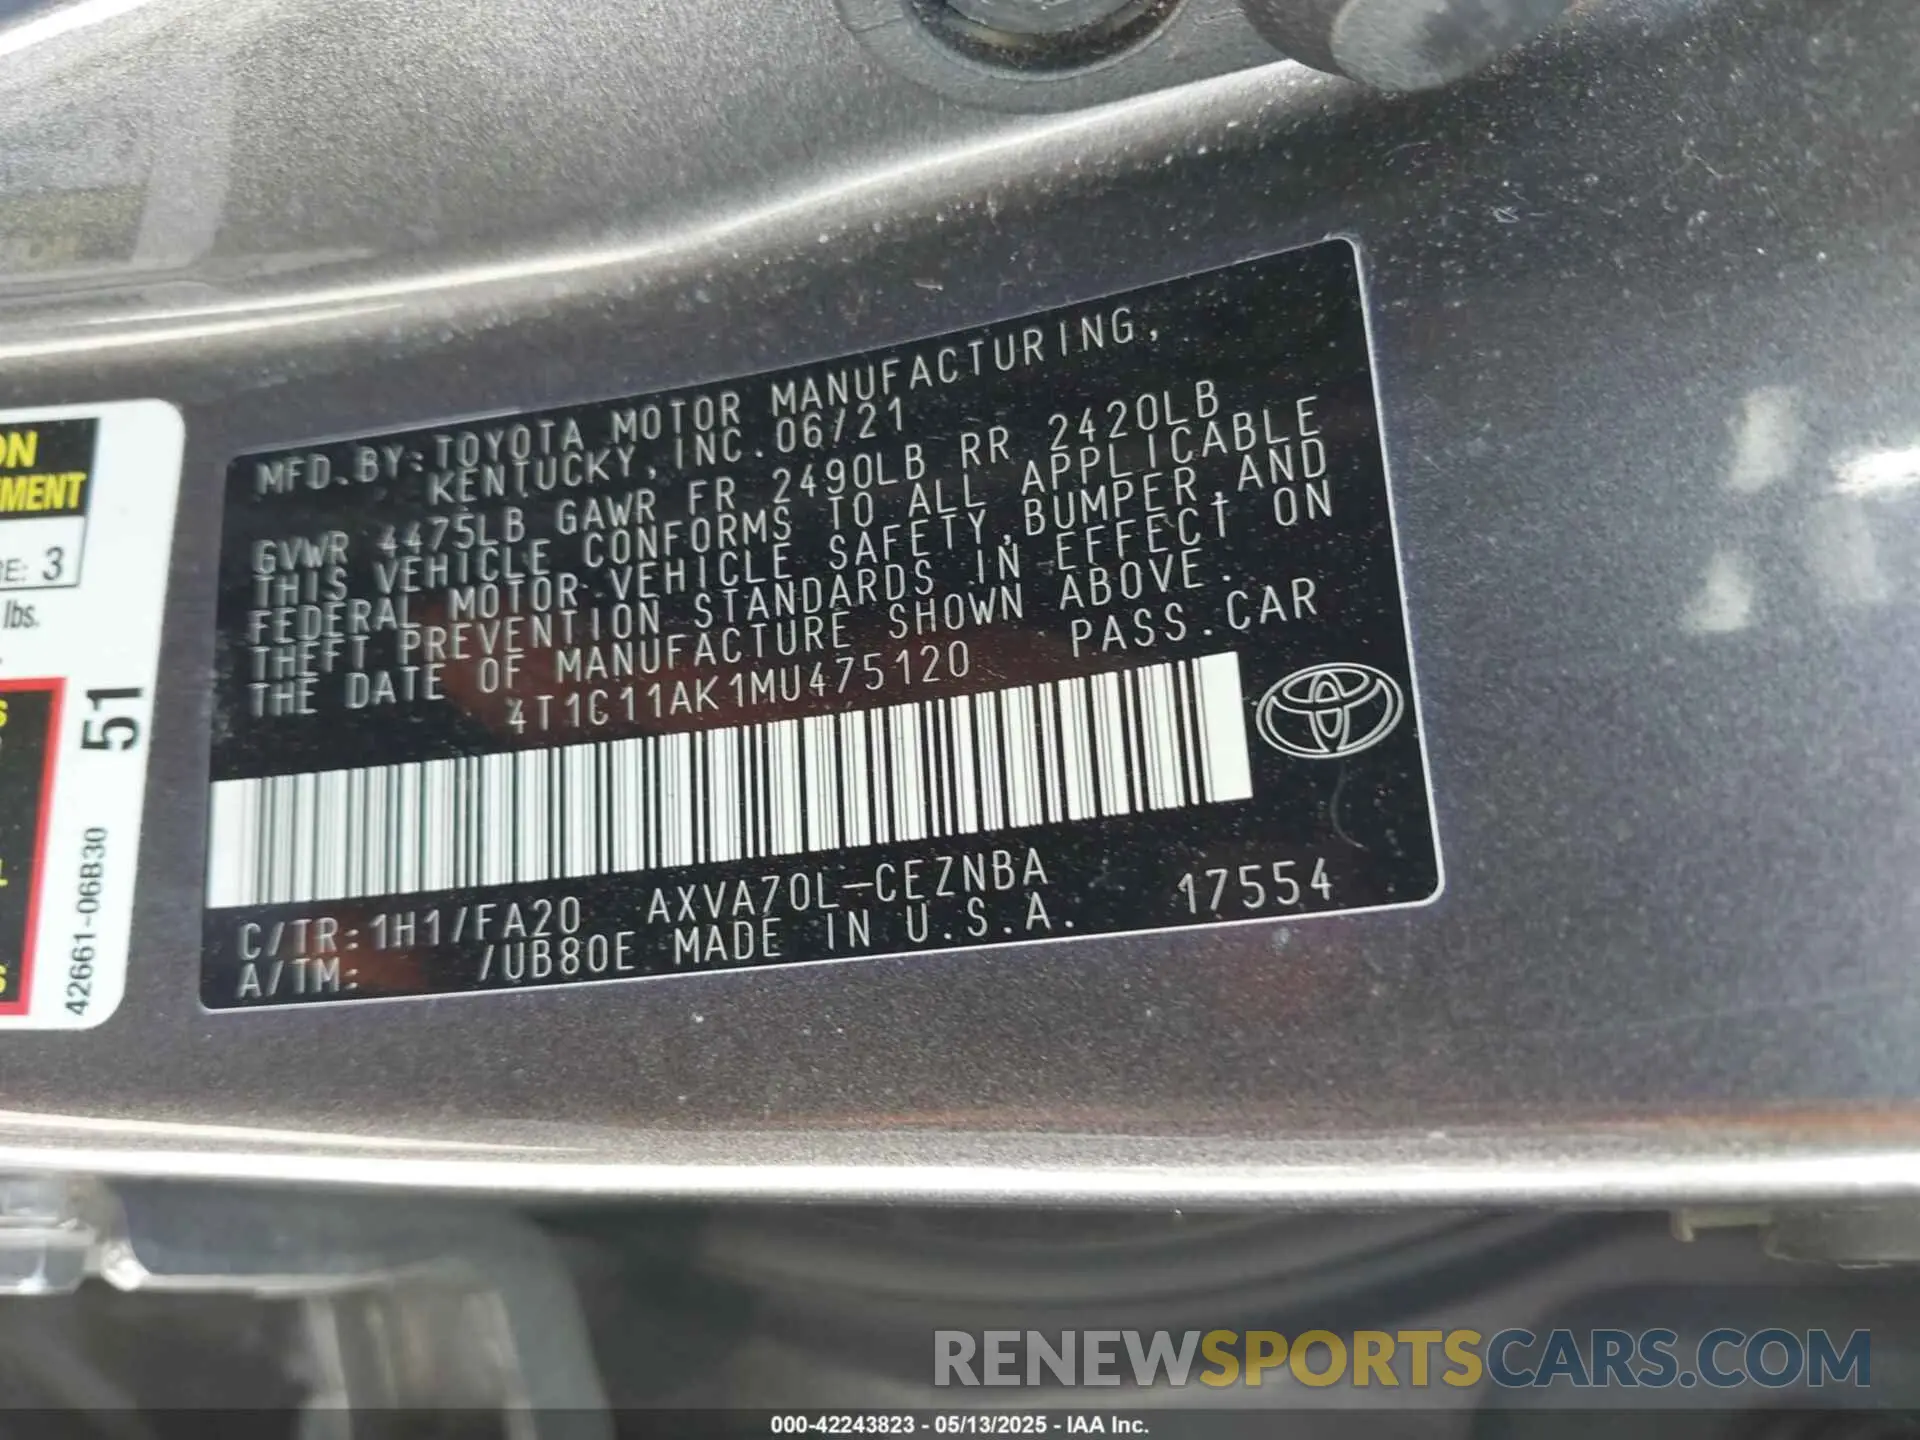 MFD.BY:TOYOTA MOTOR MANUFACTURING,
KENTUCKY, INC.06/21
GVWR 4475LB GAWR FR 2490LB RR 2420LB
THIS VEHICLE CONFORMS TO ALL APPLICABLE
FEDERAL MOTOR VEHICLE SAFETY,BUMPER,AND
THEFT PREVENTION STANDARDS IN EFFECT ON
THE DATE OF MANUFACTURE SHOWN ABOVE.
4T1C11AK1MU475120 PASS.CAR
C/TR:1H1/FA20 AXVA70L-CEZNBA 17554
A/TM: /UB80E MADE IN U.S.A.
ON
3
lbs.
51
42661-06B30
RENEWSPORTSCARS.COM
000-42243823 - 05/13/2025 - IAA Inc.